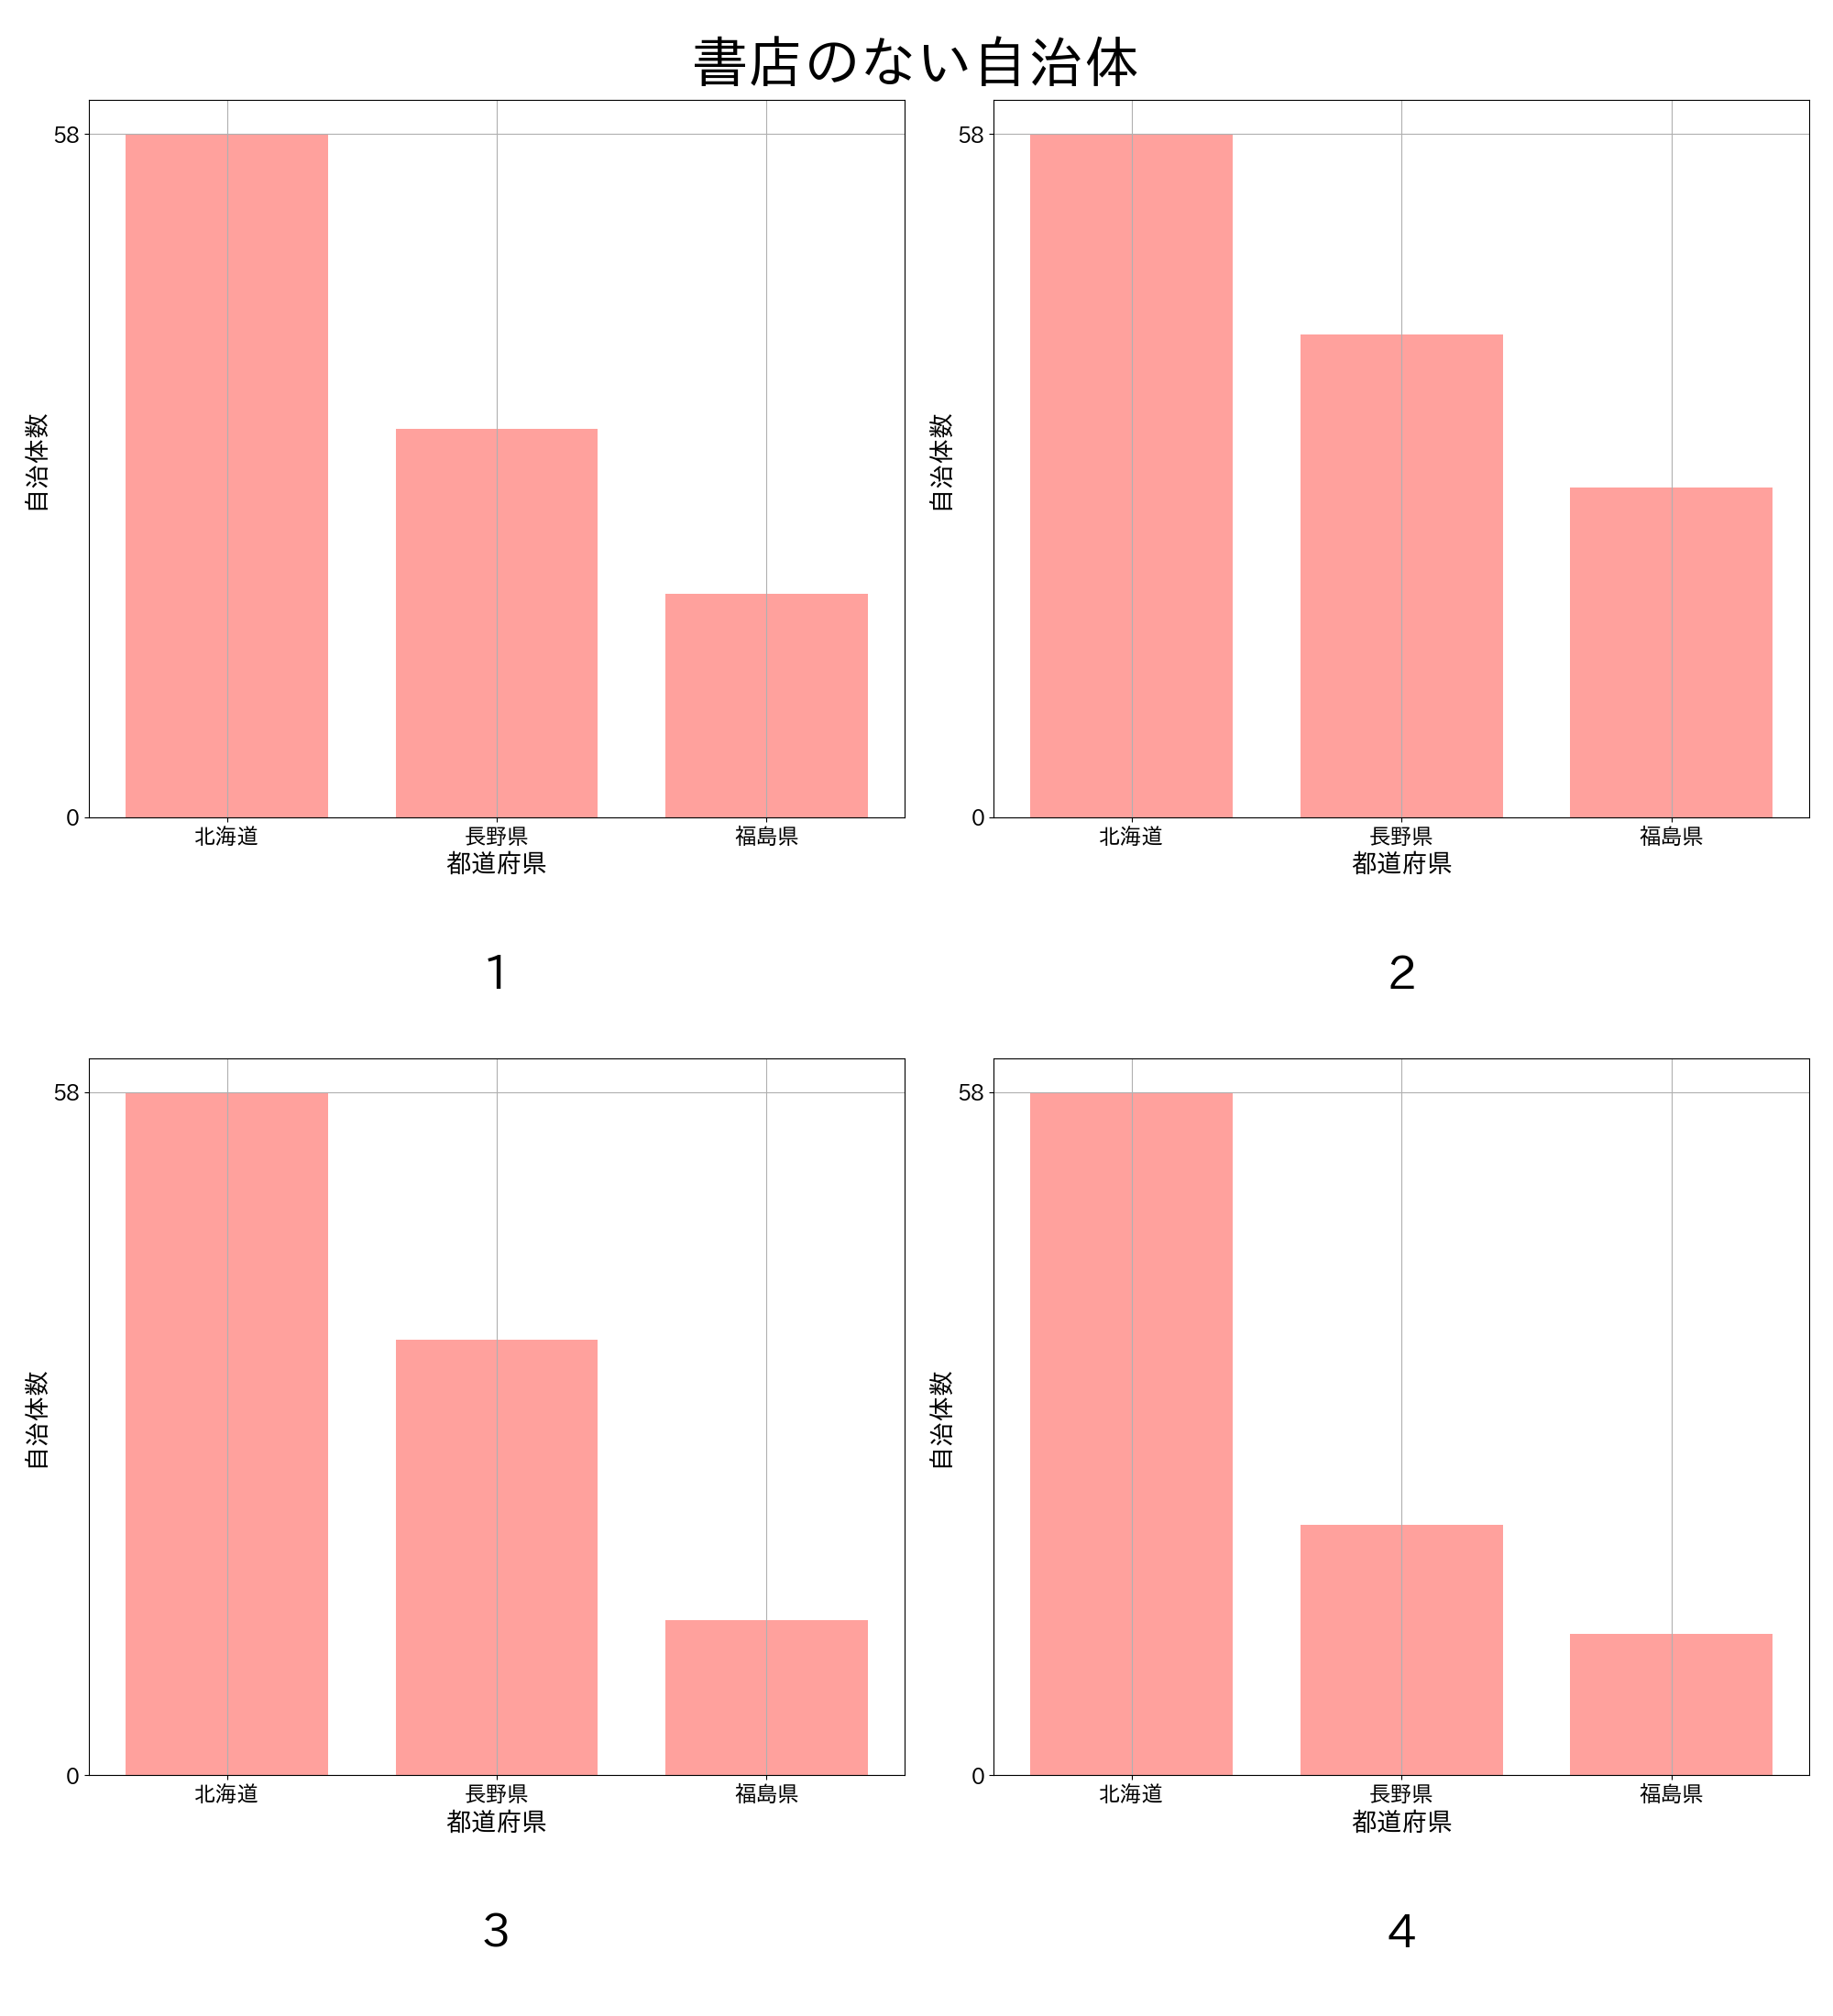 書店のない自治体
58
0
自治体数
北海道 長野県 福島県
都道府県
1
58
0
自治体数
北海道 長野県 福島県
都道府県
2
58
0
自治体数
北海道 長野県 福島県
都道府県
3
58
0
自治体数
北海道 長野県 福島県
都道府県
4